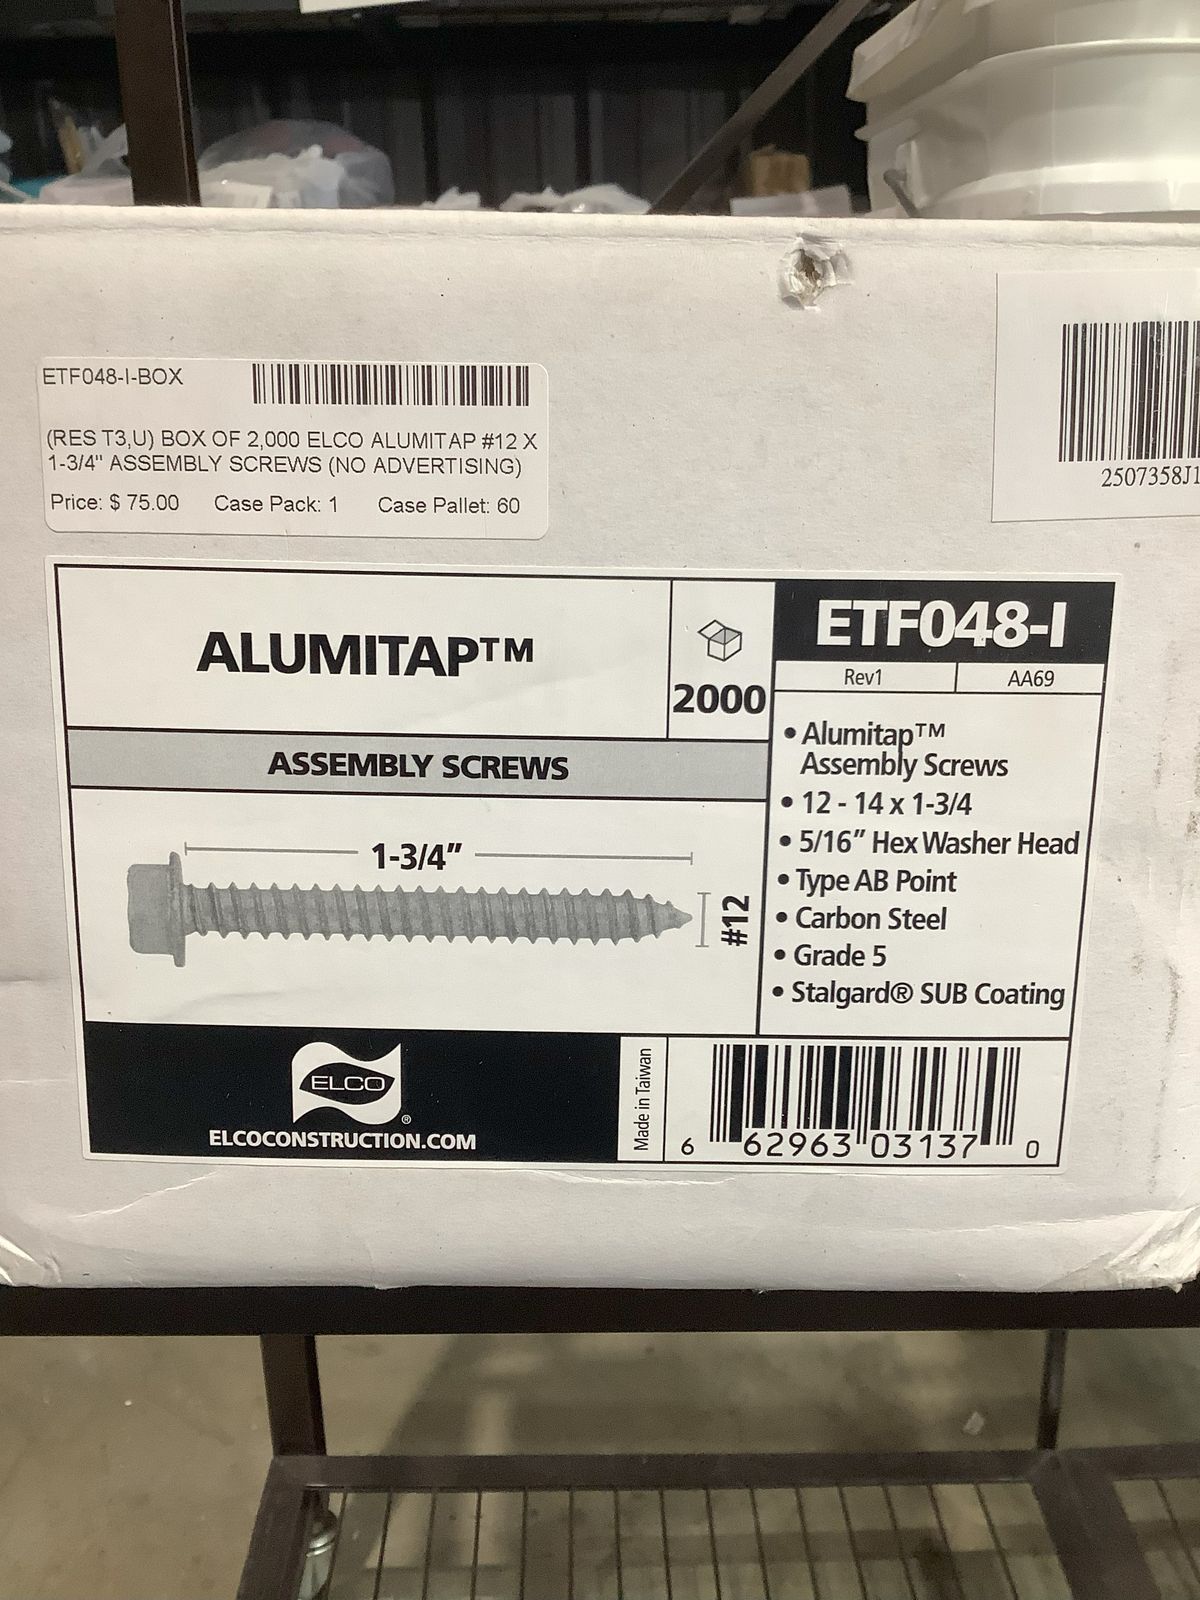 ETF048-I-BOX
(RES T3,U) BOX OF 2,000 ELCO ALUMITAP #12 X
1-3/4" ASSEMBLY SCREWS (NO ADVERTISING)
Price: $ 75.00 Case Pack: 1 Case Pallet: 60
2507358J1
ALUMITAP™
2000
ETF048-I
Rev1 AA69
ASSEMBLY SCREWS
1-3/4”
#12
• Alumitap™
Assembly Screws
• 12 - 14 x 1-3/4
• 5/16” Hex Washer Head
• Type AB Point
• Carbon Steel
• Grade 5
• Stalgard® SUB Coating
ELCO®
ELCOCONSTRUCTION.COM
Made in Taiwan
6 62963 03137 0